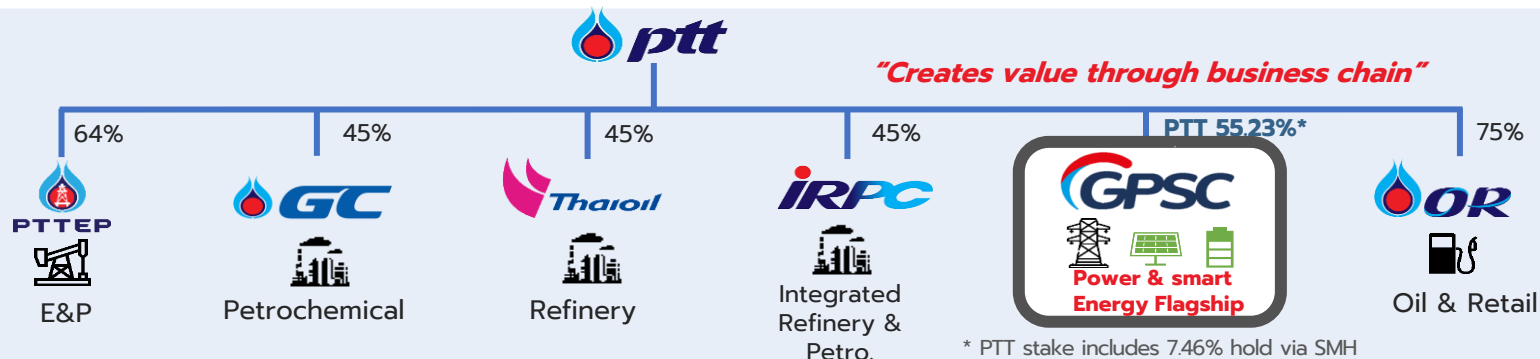 ptt
"Creates value through business chain"
64%
45%
45%
45%
PTT 55.23%*
75%
PTTEP
GC
Thaioil
IRPC
GPSC
OR
E&P
Petrochemical
Refinery
Integrated
Refinery &
Petro.
Power & smart
Energy Flagship
Oil & Retail
* PTT stake includes 7.46% hold via SMH